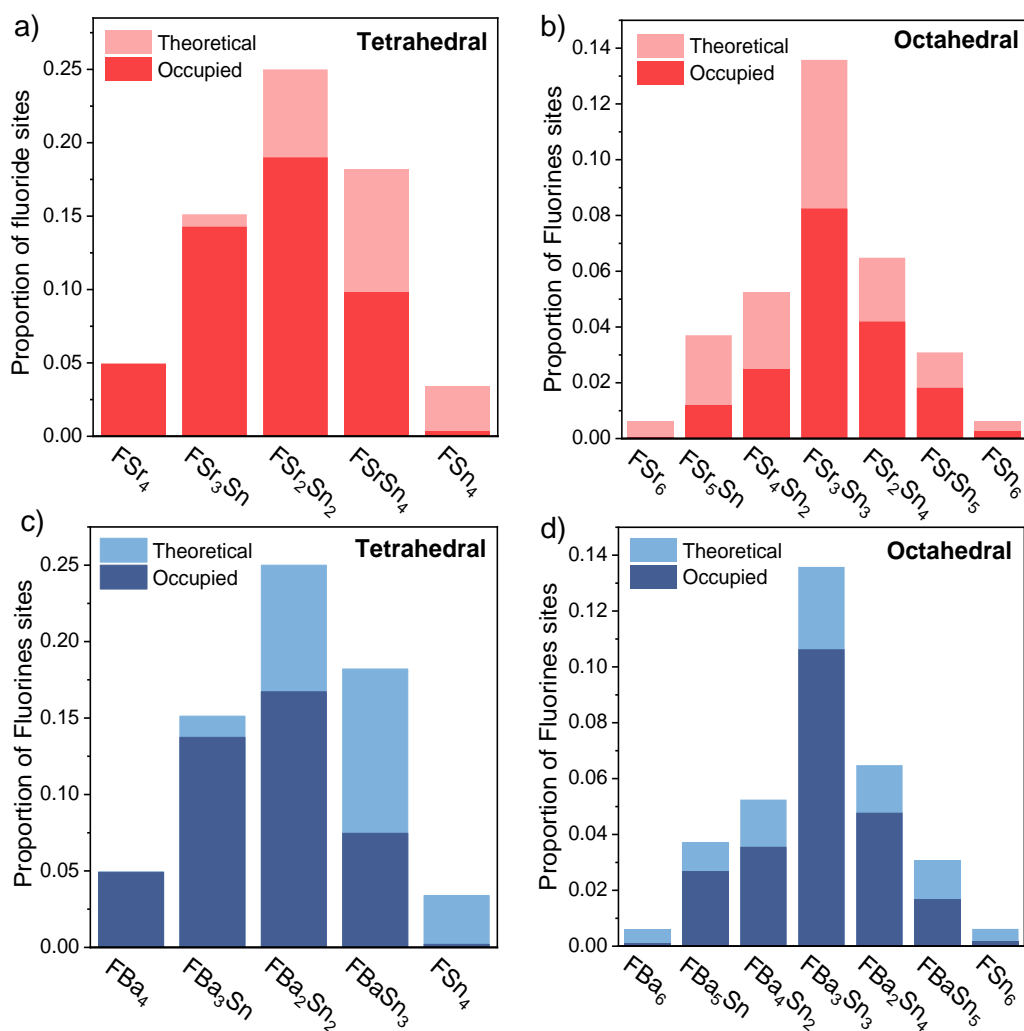 a)
Tetrahedral
Theoretical
Occupied
Proportion of fluoride sites
0.25
0.20
0.15
0.10
0.05
0.00
FSr₄
FSr₃Sn
FSr₂Sn₂
FSrSn₄
FSn₄
b)
Octahedral
Theoretical
Occupied
Proportion of Fluorines sites
0.14
0.12
0.10
0.08
0.06
0.04
0.02
0.00
FSr₆
FSr₅Sn
FSr₄Sn₂
FSr₃Sn₃
FSr₂Sn₄
FSrSn₅
FSn₆
c)
Tetrahedral
Theoretical
Occupied
Proportion of Fluorines sites
0.25
0.20
0.15
0.10
0.05
0.00
FBa₄
FBa₃Sn
FBa₂Sn₂
FBaSn₃
FSn₄
d)
Octahedral
Theoretical
Occupied
Proportion of Fluorines sites
0.14
0.12
0.10
0.08
0.06
0.04
0.02
0.00
FBa₆
FBa₅Sn
FBa₄Sn₂
FBa₃Sn₃
FBa₂Sn₄
FBaSn₅
FSn₆